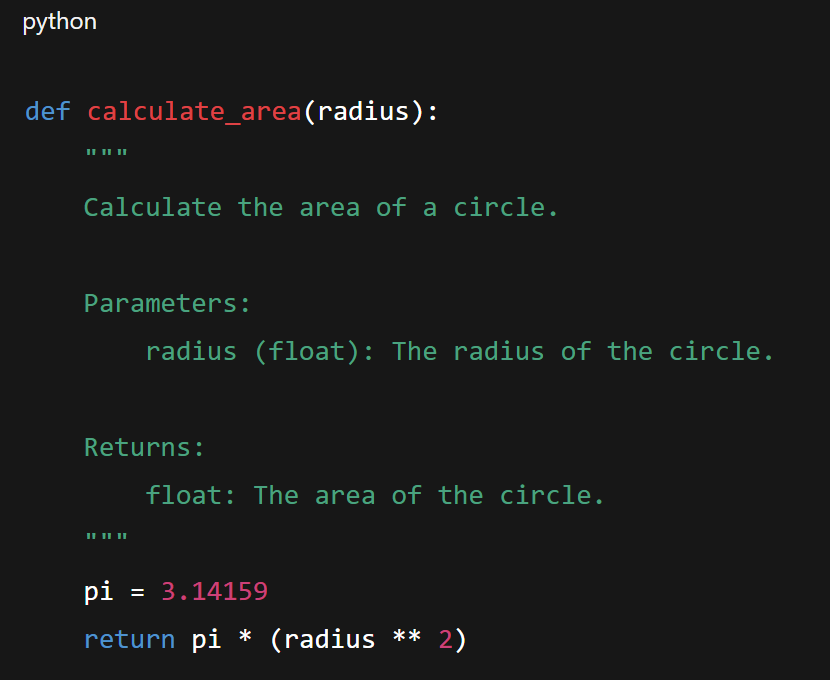 python
def calculate_area(radius):
    """
    Calculate the area of a circle.
    Parameters:
        radius (float): The radius of the circle.
    Returns:
        float: The area of the circle.
    """
    pi = 3.14159
    return pi * (radius ** 2)